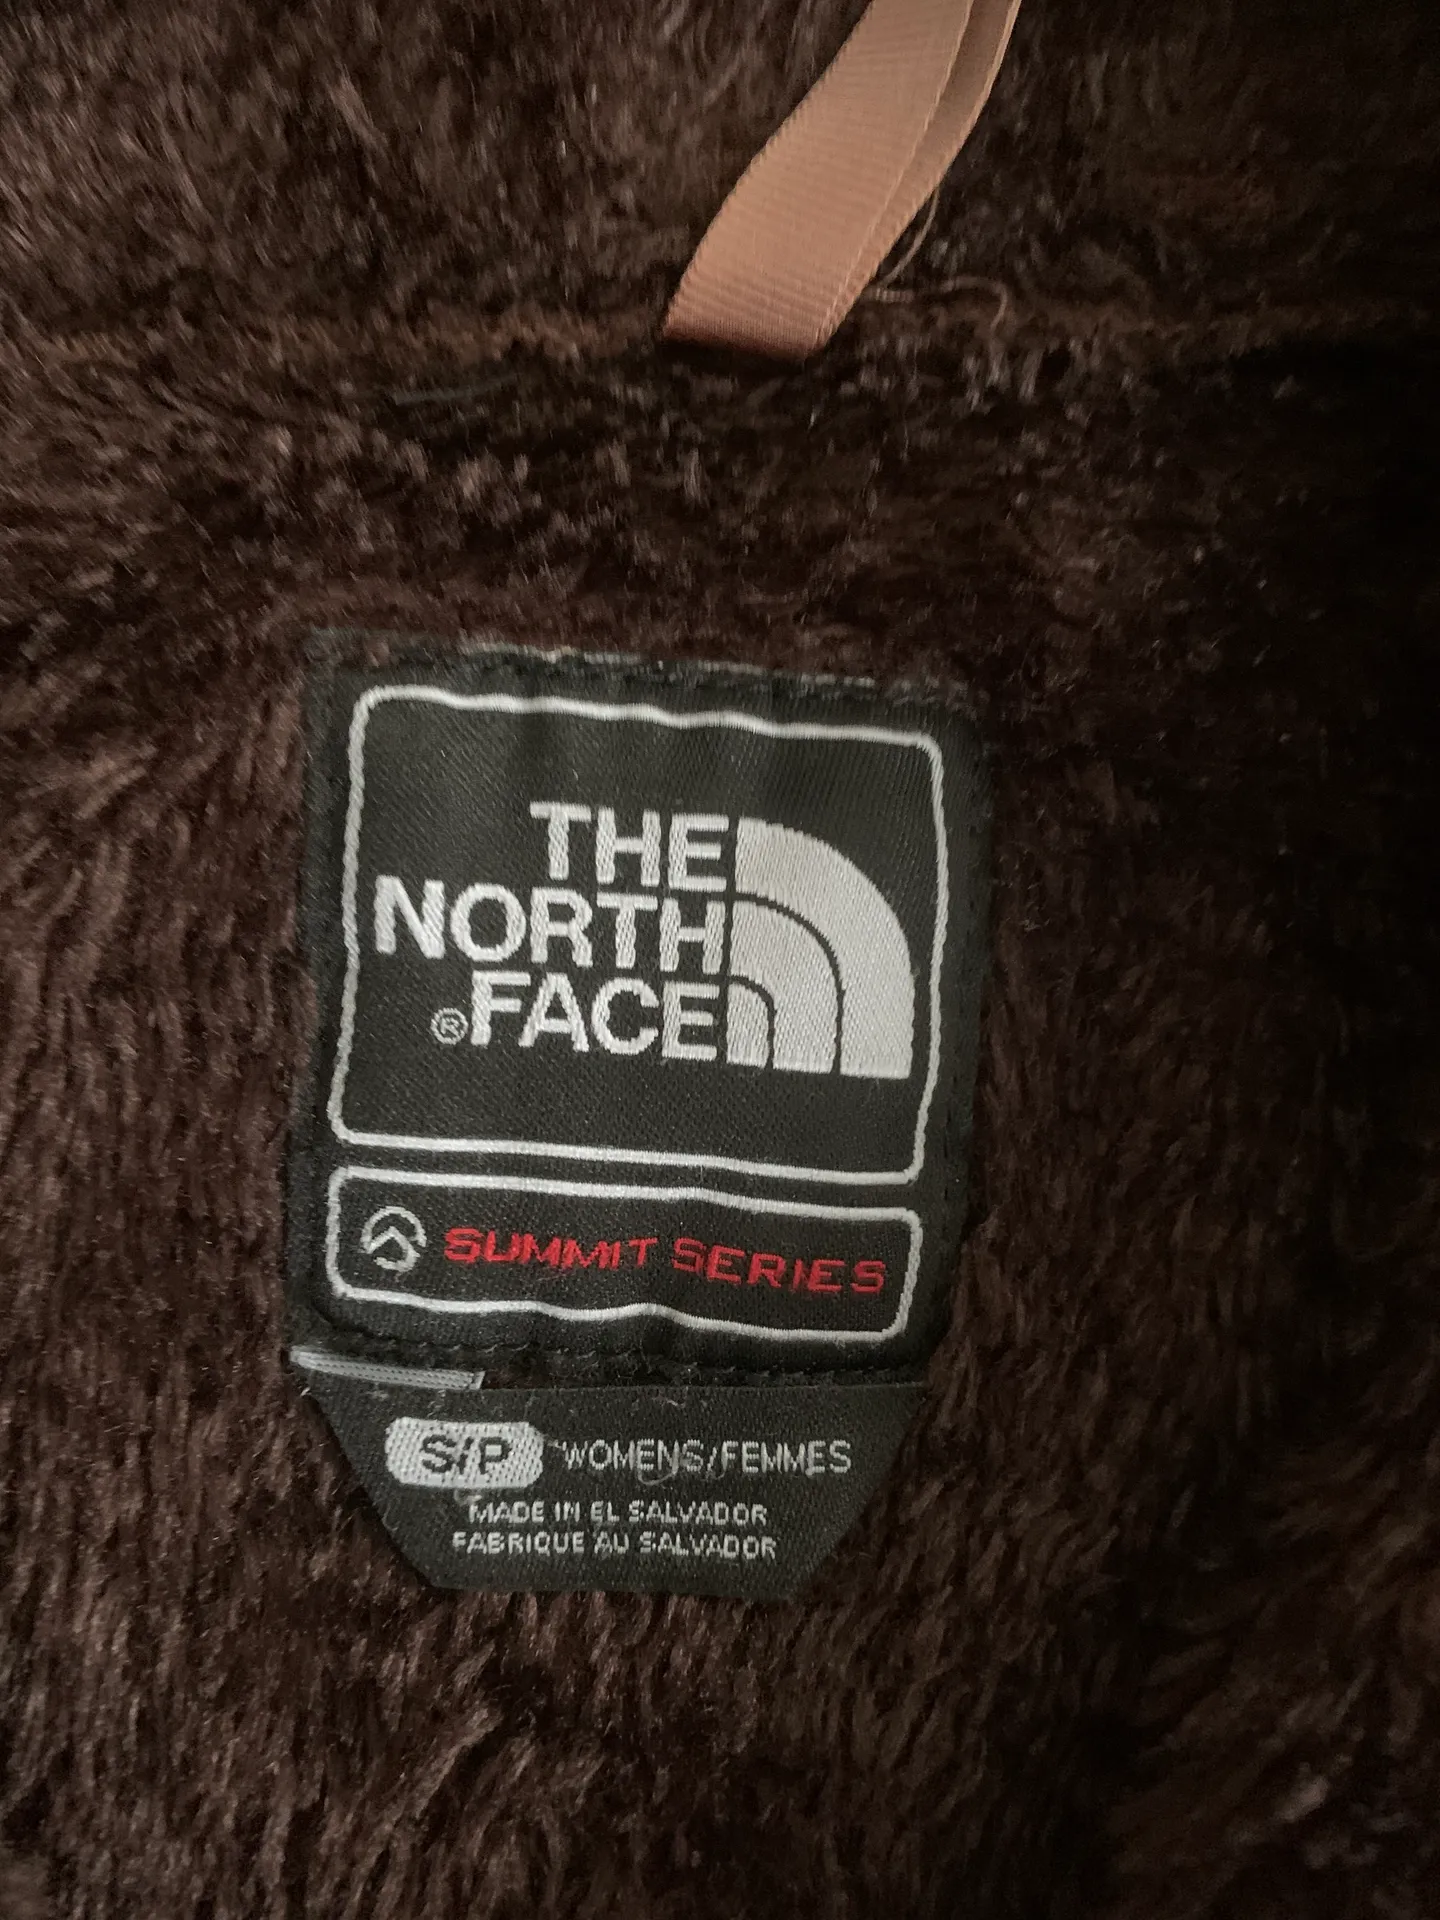 THE
NORTH
®FACE
SUMMIT SERIES
S/P WOMENS/FEMMES
MADE IN EL SALVADOR
FABRIQUE AU SALVADOR